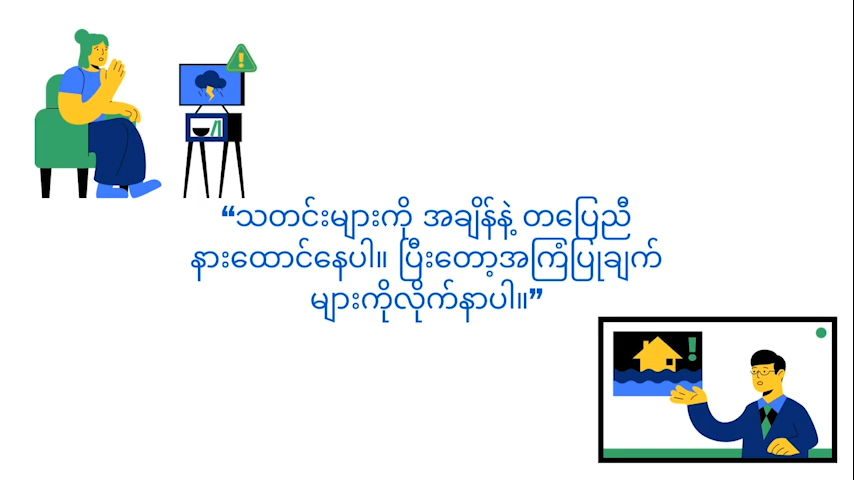 “သတင်းများကို အချိန်နဲ့ တပြေညီ
နားထောင်နေပါ။ ပြီးတော့အကြံပြုချက်
များကိုလိုက်နာပါ။”